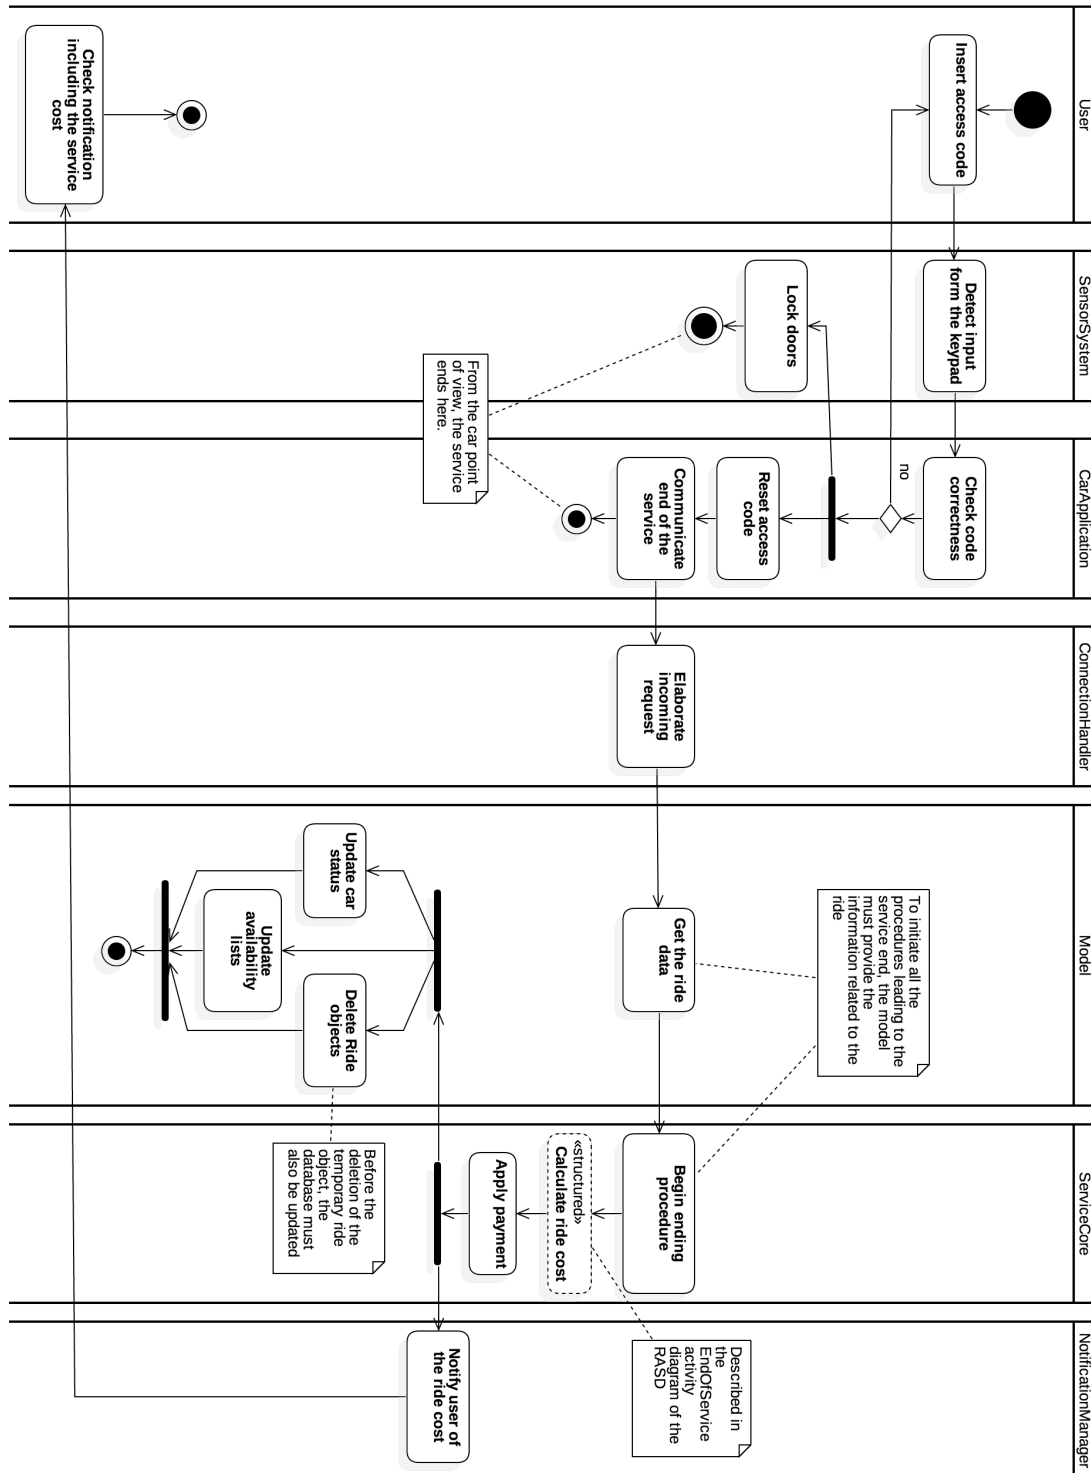 User
SensorSystem
CarApplication
ConnectionHandler
Model
ServiceCore
NotificationManager
Insert access code
Detect input
form the keypad
Check code
correctness
no
Lock doors
Reset access
code
Communicate
end of the
service
From the car point
of view, the service
ends here.
Elaborate
incoming
request
To initiate all the
procedures leading to the
service end, the model
must provide the
information related to the
ride
Get the ride
data
Begin ending
procedure
«structured»
Calculate ride cost
Described in
the
EndOfService
activity
diagram of the
RASD
Apply payment
Notify user of
the ride cost
Update car
status
Update
availability
lists
Delete Ride
objects
Before the
deletion of the
temporary ride
object, the
database must
also be updated
Check notification
including the service
cost